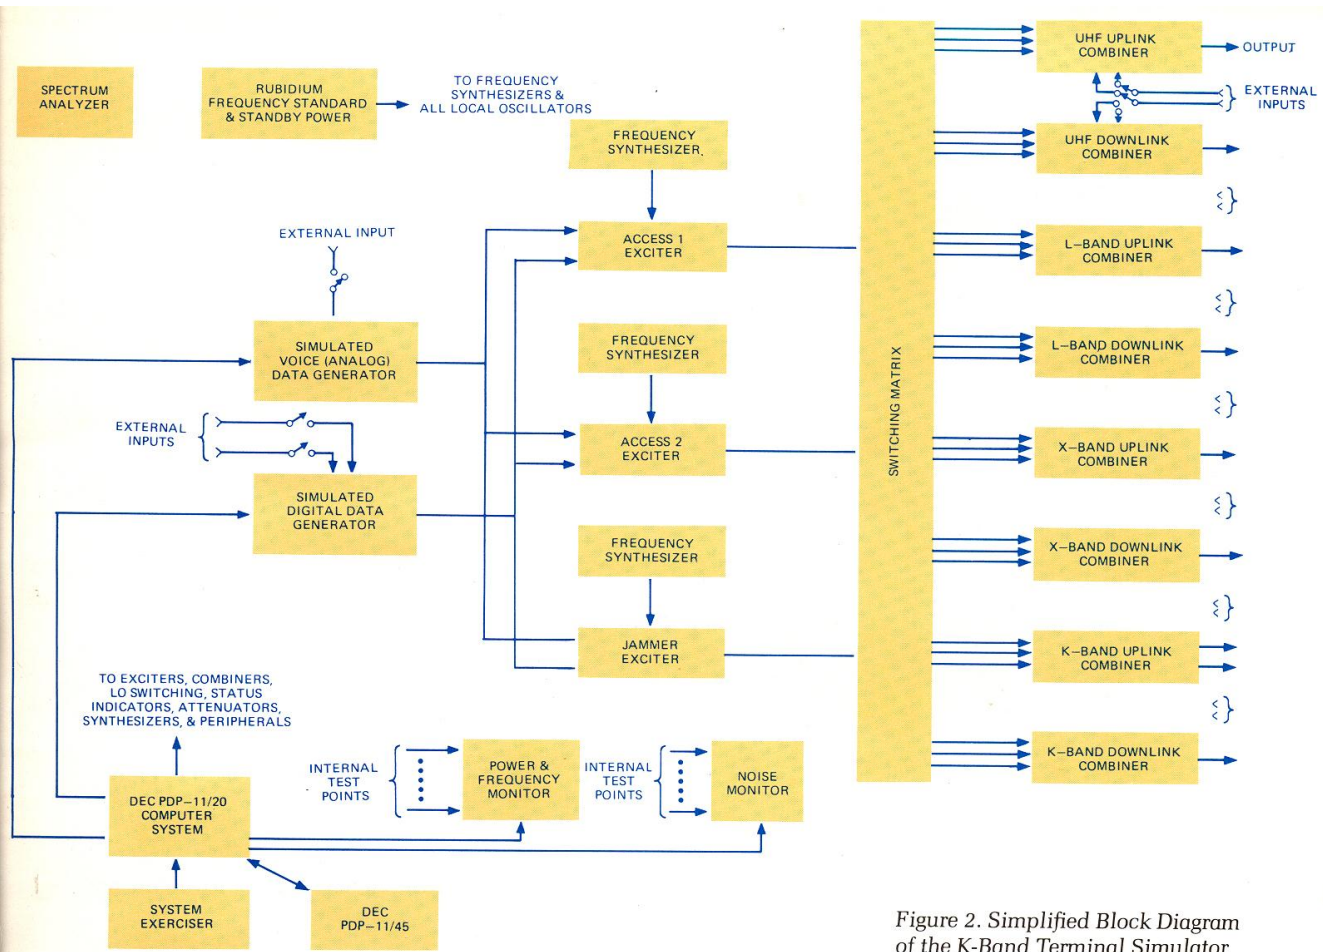 SPECTRUM
ANALYZER
RUBIDIUM
FREQUENCY STANDARD
& STANDBY POWER
TO FREQUENCY
SYNTHESIZERS &
ALL LOCAL OSCILLATORS
FREQUENCY
SYNTHESIZER.
EXTERNAL INPUT
ACCESS 1
EXCITER
SIMULATED
VOICE (ANALOG)
DATA GENERATOR
FREQUENCY
SYNTHESIZER
EXTERNAL
INPUTS
ACCESS 2
EXCITER
SIMULATED
DIGITAL DATA
GENERATOR
FREQUENCY
SYNTHESIZER
JAMMER
EXCITER
TO EXCITERS, COMBINERS,
LO SWITCHING, STATUS
INDICATORS, ATTENUATORS,
SYNTHESIZERS, & PERIPHERALS
DEC PDP–11/20
COMPUTER
SYSTEM
INTERNAL
TEST
POINTS
POWER &
FREQUENCY
MONITOR
INTERNAL
TEST
POINTS
NOISE
MONITOR
SYSTEM
EXERCISER
DEC
PDP–11/45
SWITCHING MATRIX
UHF UPLINK
COMBINER
OUTPUT
EXTERNAL
INPUTS
UHF DOWNLINK
COMBINER
L–BAND UPLINK
COMBINER
L–BAND DOWNLINK
COMBINER
X–BAND UPLINK
COMBINER
X–BAND DOWNLINK
COMBINER
K–BAND UPLINK
COMBINER
K–BAND DOWNLINK
COMBINER
Figure 2. Simplified Block Diagram
of the K-Band Terminal Simulator